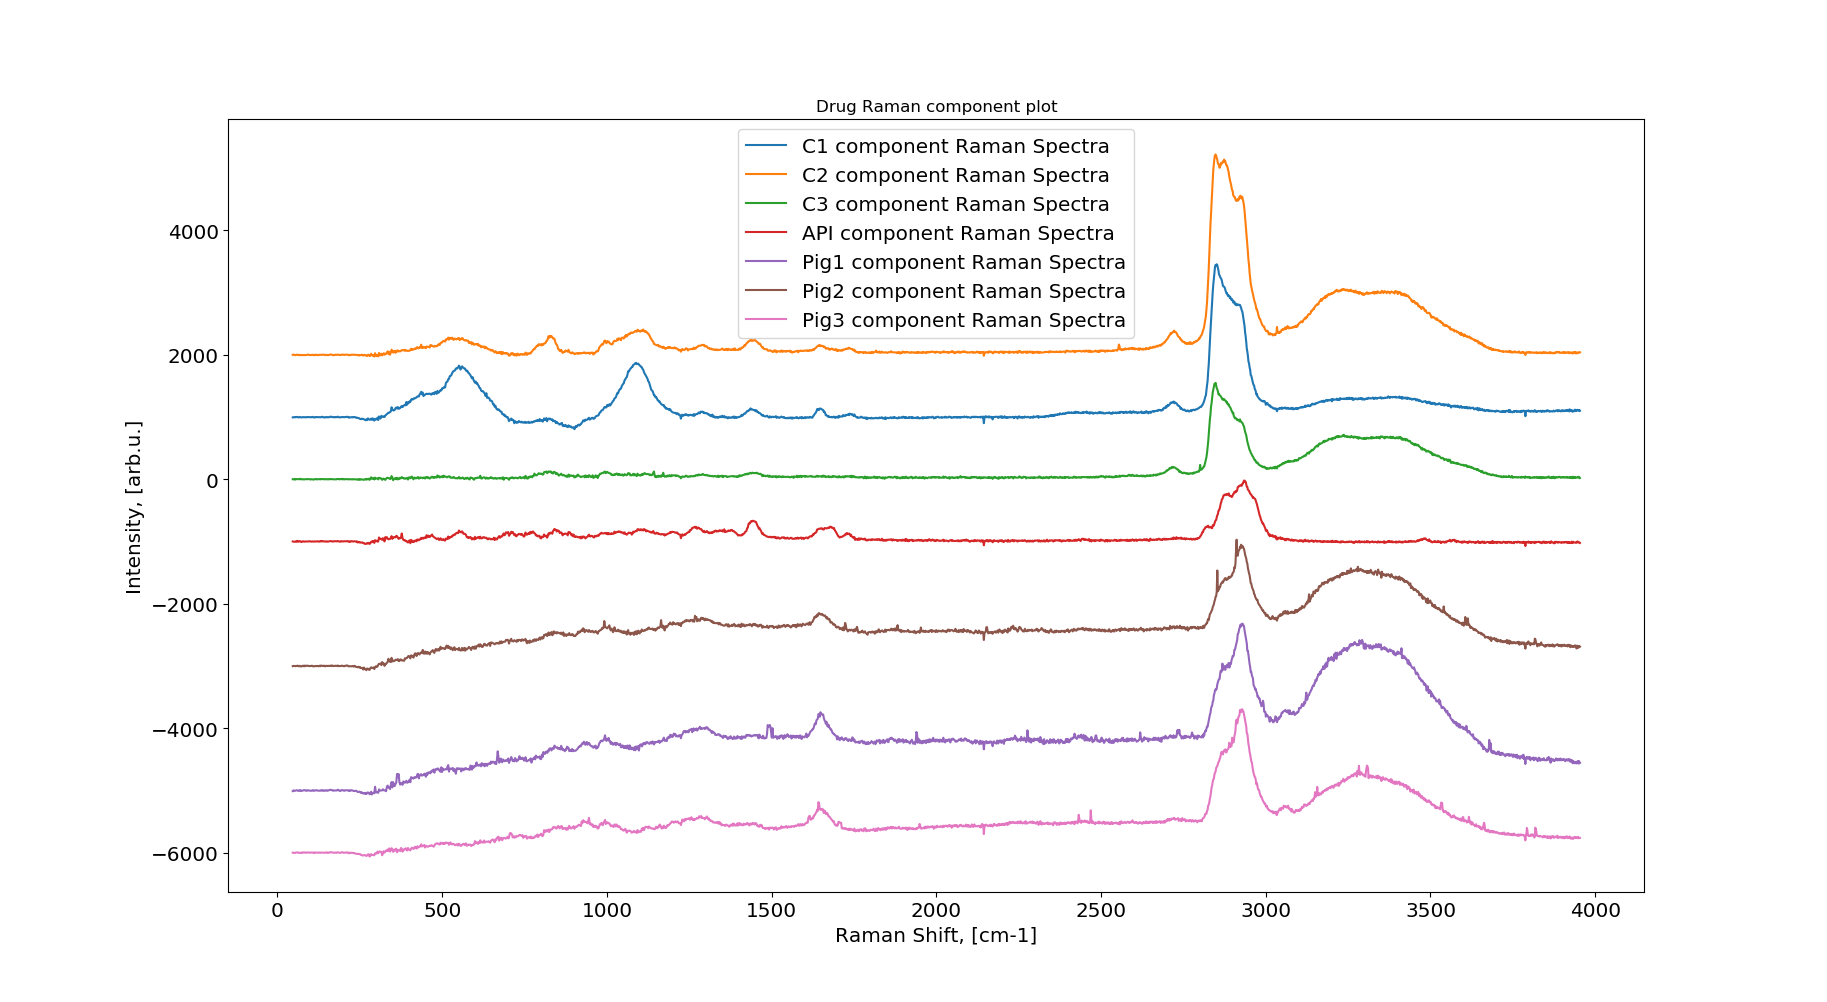 Drug Raman component plot
C1 component Raman Spectra
C2 component Raman Spectra
C3 component Raman Spectra
API component Raman Spectra
Pig1 component Raman Spectra
Pig2 component Raman Spectra
Pig3 component Raman Spectra
Intensity, [arb.u.]
4000
2000
0
−2000
−4000
−6000
0 500 1000 1500 2000 2500 3000 3500 4000
Raman Shift, [cm-1]